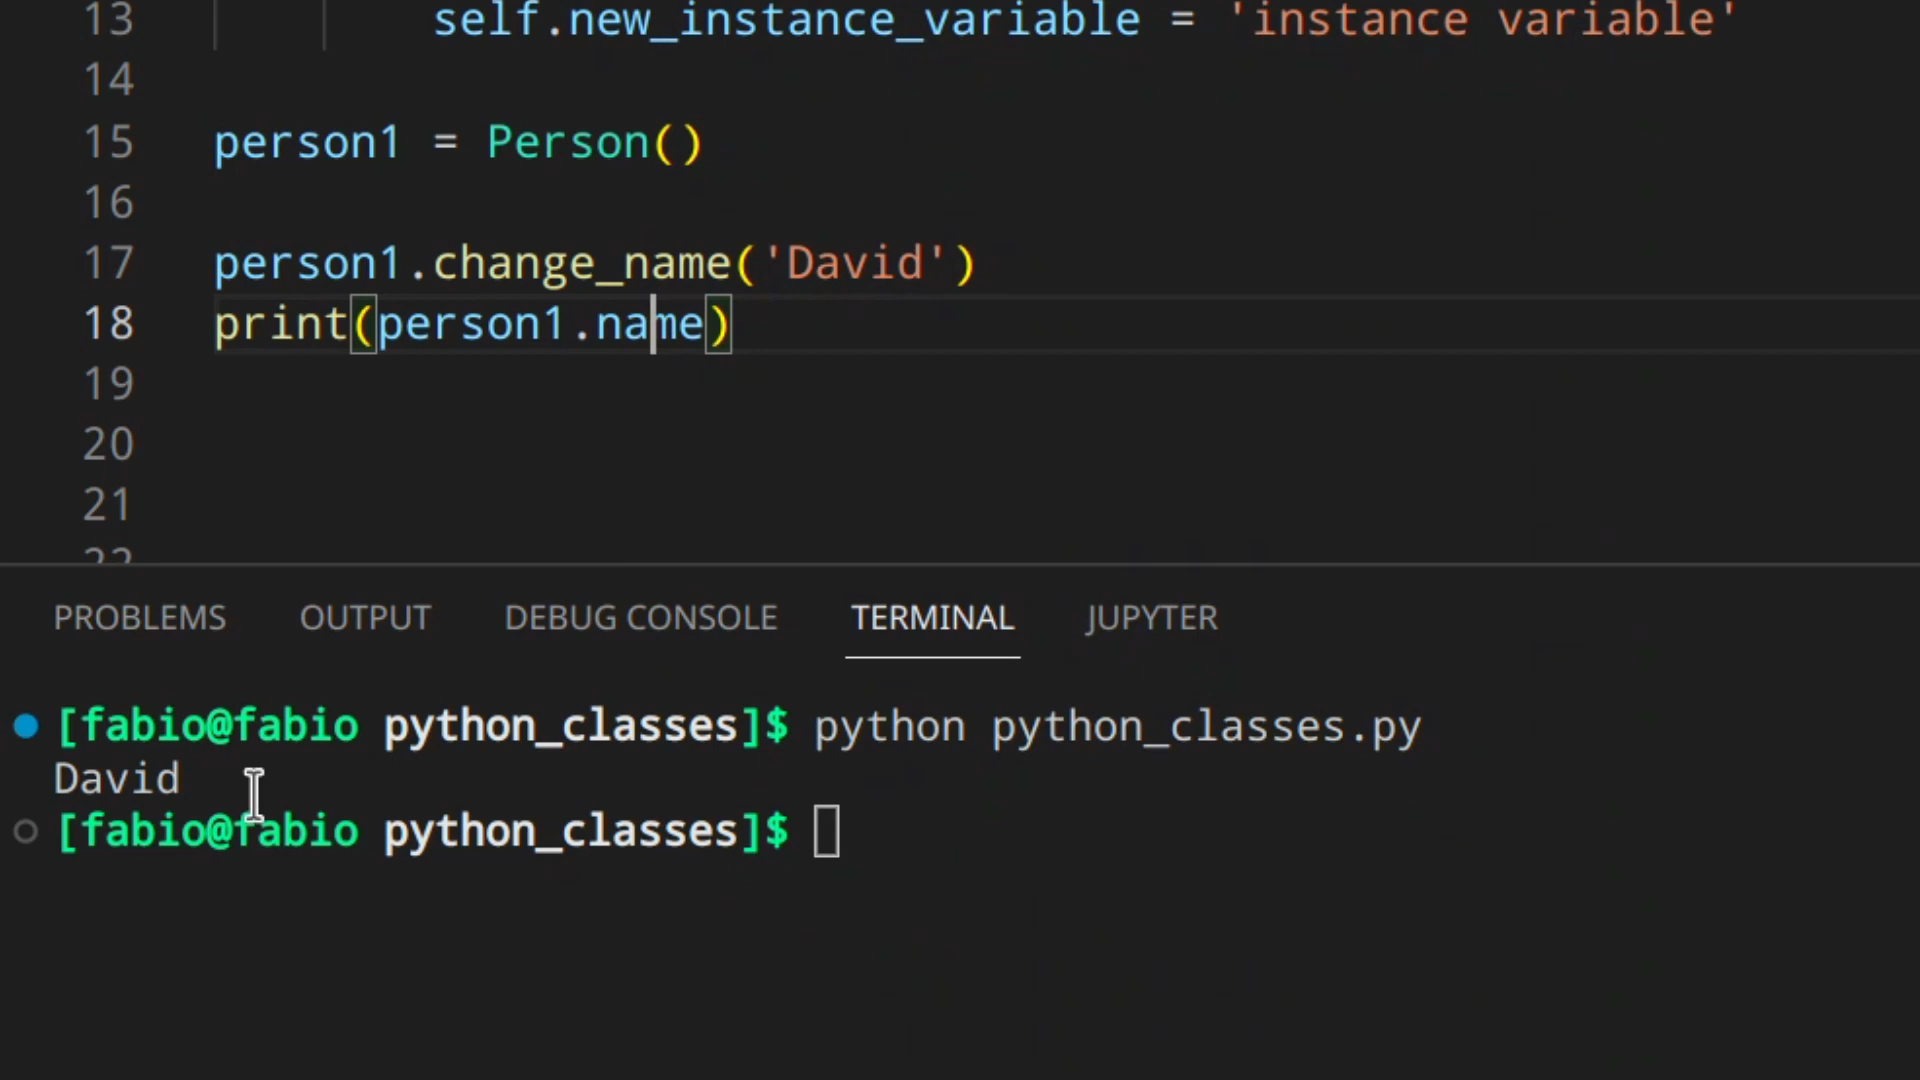 13 self.new_instance_variable = 'instance variable'
14
15 person1 = Person()
16
17 person1.change_name('David')
18 print(person1.name)
19
20
21
22
PROBLEMS OUTPUT DEBUG CONSOLE TERMINAL JUPYTER
[fabio@fabio python_classes]$ python python_classes.py
David
[fabio@fabio python_classes]$